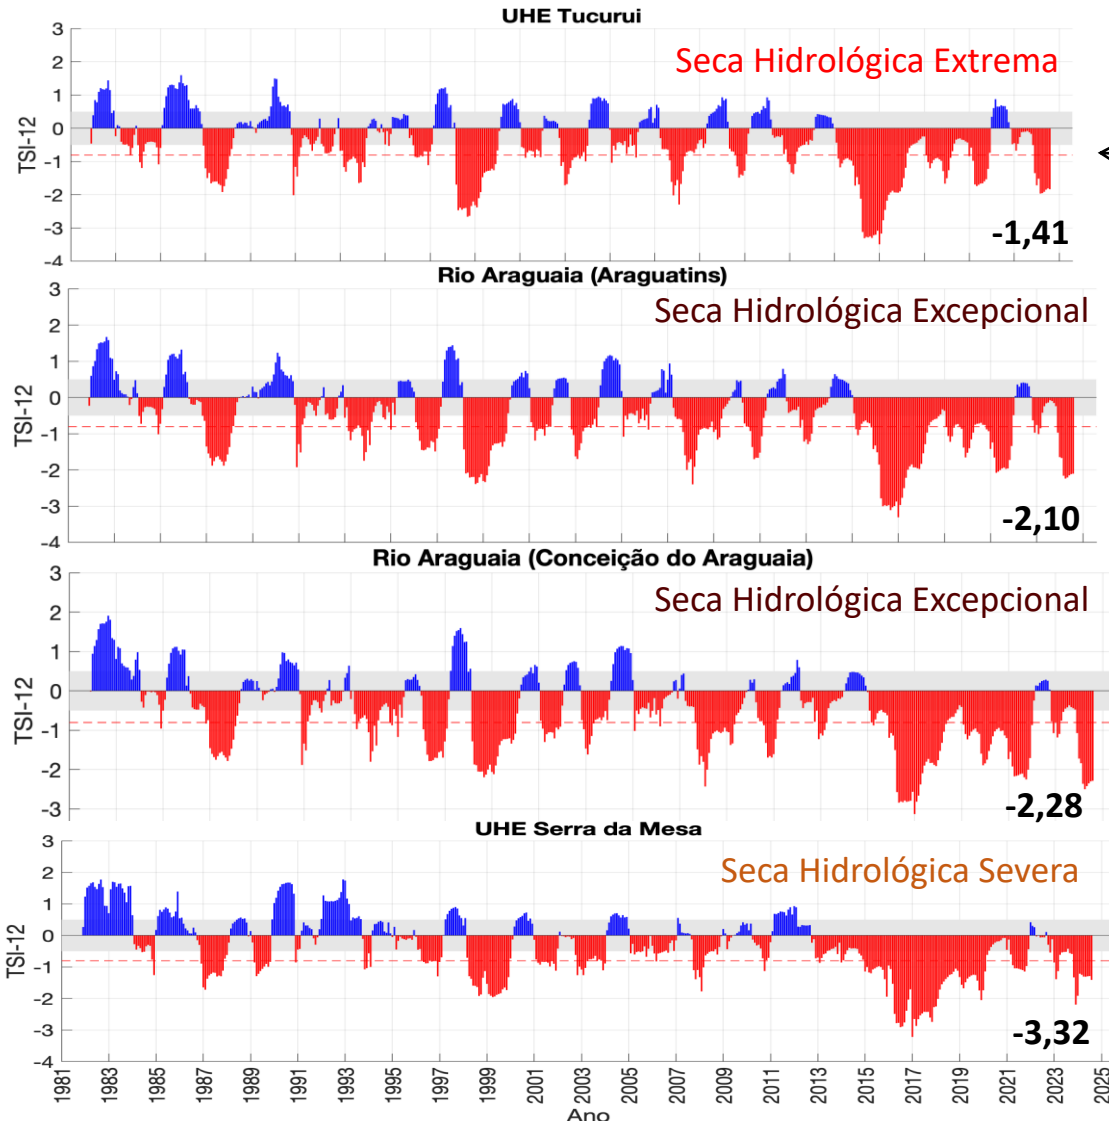 UHE Tucurui
Seca Hidrológica Extrema
TSI-12
3
2
1
0
-1
-2
-3
-4
-1,41
Rio Araguaia (Araguatins)
Seca Hidrológica Excepcional
TSI-12
3
2
1
0
-1
-2
-3
-4
-2,10
Rio Araguaia (Conceição do Araguaia)
Seca Hidrológica Excepcional
TSI-12
3
2
1
0
-1
-2
-3
-2,28
UHE Serra da Mesa
Seca Hidrológica Severa
TSI-12
3
2
1
0
-1
-2
-3
-4
-3,32
1981 1983 1985 1987 1989 1991 1993 1995 1997 1999 2001 2003 2005 2007 2009 2011 2013 2015 2017 2019 2021 2023 2025
Ano